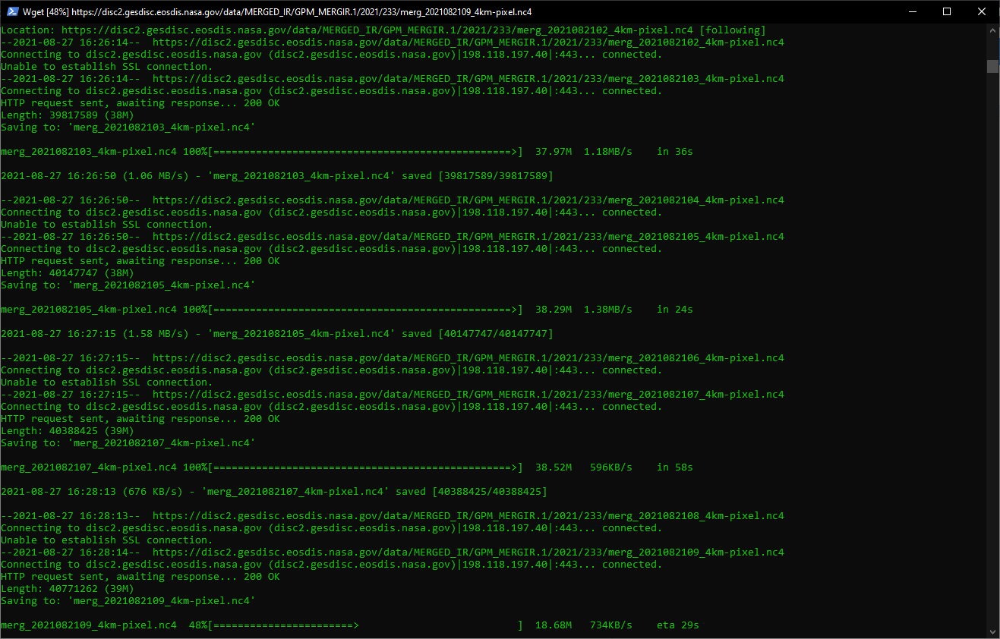 Wget [48%] https://disc2.gesdisc.eosdis.nasa.gov/data/MERGED_IR/GPM_MERGIR.1/2021/233/merg_2021082109_4km-pixel.nc4
Location: https://disc2.gesdisc.eosdis.nasa.gov/data/MERGED_IR/GPM_MERGIR.1/2021/233/merg_2021082102_4km-pixel.nc4 [following]
--2021-08-27 16:26:14--  https://disc2.gesdisc.eosdis.nasa.gov/data/MERGED_IR/GPM_MERGIR.1/2021/233/merg_2021082102_4km-pixel.nc4
Connecting to disc2.gesdisc.eosdis.nasa.gov (disc2.gesdisc.eosdis.nasa.gov)|198.118.197.40|:443... connected.
Unable to establish SSL connection.
--2021-08-27 16:26:14--  https://disc2.gesdisc.eosdis.nasa.gov/data/MERGED_IR/GPM_MERGIR.1/2021/233/merg_2021082103_4km-pixel.nc4
Connecting to disc2.gesdisc.eosdis.nasa.gov (disc2.gesdisc.eosdis.nasa.gov)|198.118.197.40|:443... connected.
HTTP request sent, awaiting response... 200 OK
Length: 39817589 (38M)
Saving to: 'merg_2021082103_4km-pixel.nc4'
merg_2021082103_4km-pixel.nc4 100%[=================================================>]  37.97M  1.18MB/s    in 36s
2021-08-27 16:26:50 (1.06 MB/s) - 'merg_2021082103_4km-pixel.nc4' saved [39817589/39817589]
--2021-08-27 16:26:50--  https://disc2.gesdisc.eosdis.nasa.gov/data/MERGED_IR/GPM_MERGIR.1/2021/233/merg_2021082104_4km-pixel.nc4
Connecting to disc2.gesdisc.eosdis.nasa.gov (disc2.gesdisc.eosdis.nasa.gov)|198.118.197.40|:443... connected.
Unable to establish SSL connection.
--2021-08-27 16:26:50--  https://disc2.gesdisc.eosdis.nasa.gov/data/MERGED_IR/GPM_MERGIR.1/2021/233/merg_2021082105_4km-pixel.nc4
Connecting to disc2.gesdisc.eosdis.nasa.gov (disc2.gesdisc.eosdis.nasa.gov)|198.118.197.40|:443... connected.
HTTP request sent, awaiting response... 200 OK
Length: 40147747 (38M)
Saving to: 'merg_2021082105_4km-pixel.nc4'
merg_2021082105_4km-pixel.nc4 100%[=================================================>]  38.29M  1.38MB/s    in 24s
2021-08-27 16:27:15 (1.58 MB/s) - 'merg_2021082105_4km-pixel.nc4' saved [40147747/40147747]
--2021-08-27 16:27:15--  https://disc2.gesdisc.eosdis.nasa.gov/data/MERGED_IR/GPM_MERGIR.1/2021/233/merg_2021082106_4km-pixel.nc4
Connecting to disc2.gesdisc.eosdis.nasa.gov (disc2.gesdisc.eosdis.nasa.gov)|198.118.197.40|:443... connected.
Unable to establish SSL connection.
--2021-08-27 16:27:15--  https://disc2.gesdisc.eosdis.nasa.gov/data/MERGED_IR/GPM_MERGIR.1/2021/233/merg_2021082107_4km-pixel.nc4
Connecting to disc2.gesdisc.eosdis.nasa.gov (disc2.gesdisc.eosdis.nasa.gov)|198.118.197.40|:443... connected.
HTTP request sent, awaiting response... 200 OK
Length: 40388425 (39M)
Saving to: 'merg_2021082107_4km-pixel.nc4'
merg_2021082107_4km-pixel.nc4 100%[=================================================>]  38.52M   596KB/s    in 58s
2021-08-27 16:28:13 (676 KB/s) - 'merg_2021082107_4km-pixel.nc4' saved [40388425/40388425]
--2021-08-27 16:28:13--  https://disc2.gesdisc.eosdis.nasa.gov/data/MERGED_IR/GPM_MERGIR.1/2021/233/merg_2021082108_4km-pixel.nc4
Connecting to disc2.gesdisc.eosdis.nasa.gov (disc2.gesdisc.eosdis.nasa.gov)|198.118.197.40|:443... connected.
Unable to establish SSL connection.
--2021-08-27 16:28:14--  https://disc2.gesdisc.eosdis.nasa.gov/data/MERGED_IR/GPM_MERGIR.1/2021/233/merg_2021082109_4km-pixel.nc4
Connecting to disc2.gesdisc.eosdis.nasa.gov (disc2.gesdisc.eosdis.nasa.gov)|198.118.197.40|:443... connected.
HTTP request sent, awaiting response... 200 OK
Length: 40771262 (39M)
Saving to: 'merg_2021082109_4km-pixel.nc4'
merg_2021082109_4km-pixel.nc4  48%[=======================>                          ]  18.68M   734KB/s    eta 29s